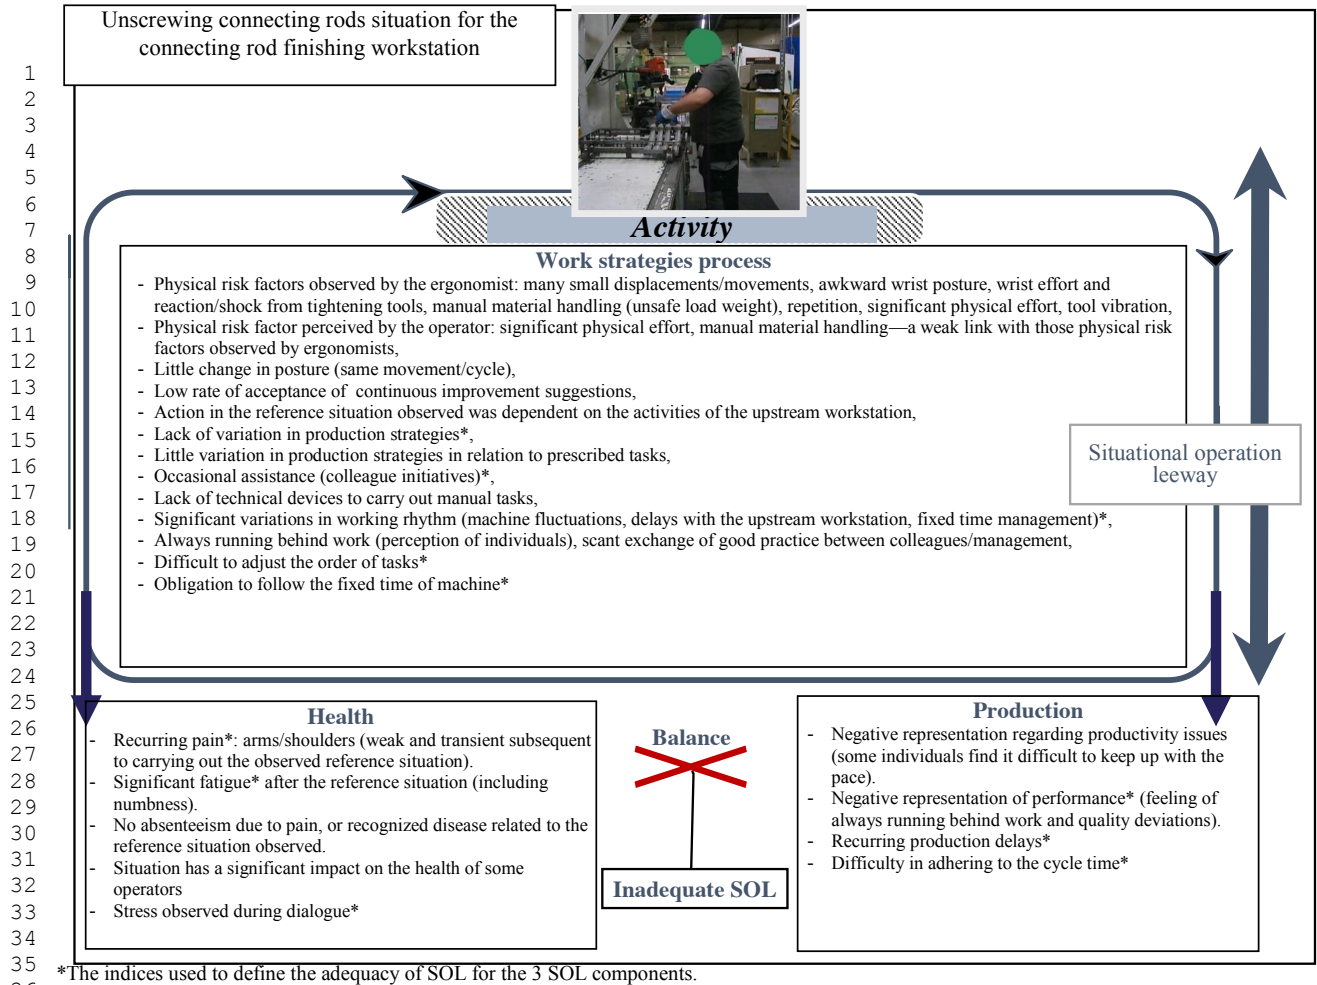 Unscrewing connecting rods situation for the
connecting rod finishing workstation
1
2
3
4
5
6
7
8
9
10
11
12
13
14
15
16
17
18
19
20
21
22
23
24
25
26
27
28
29
30
31
32
33
34
35
Activity
Work strategies process
- Physical risk factors observed by the ergonomist: many small displacements/movements, awkward wrist posture, wrist effort and
reaction/shock from tightening tools, manual material handling (unsafe load weight), repetition, significant physical effort, tool vibration,
- Physical risk factor perceived by the operator: significant physical effort, manual material handling—a weak link with those physical risk
factors observed by ergonomists,
- Little change in posture (same movement/cycle),
- Low rate of acceptance of continuous improvement suggestions,
- Action in the reference situation observed was dependent on the activities of the upstream workstation,
- Lack of variation in production strategies*,
- Little variation in production strategies in relation to prescribed tasks,
- Occasional assistance (colleague initiatives)*,
- Lack of technical devices to carry out manual tasks,
- Significant variations in working rhythm (machine fluctuations, delays with the upstream workstation, fixed time management)*,
- Always running behind work (perception of individuals), scant exchange of good practice between colleagues/management,
- Difficult to adjust the order of tasks*
- Obligation to follow the fixed time of machine*
Situational operation
leeway
Health
- Recurring pain*: arms/shoulders (weak and transient subsequent
to carrying out the observed reference situation).
- Significant fatigue* after the reference situation (including
numbness).
- No absenteeism due to pain, or recognized disease related to the
reference situation observed.
- Situation has a significant impact on the health of some
operators
- Stress observed during dialogue*
Balance
Inadequate SOL
Production
- Negative representation regarding productivity issues
(some individuals find it difficult to keep up with the
pace).
- Negative representation of performance* (feeling of
always running behind work and quality deviations).
- Recurring production delays*
- Difficulty in adhering to the cycle time*
*The indices used to define the adequacy of SOL for the 3 SOL components.